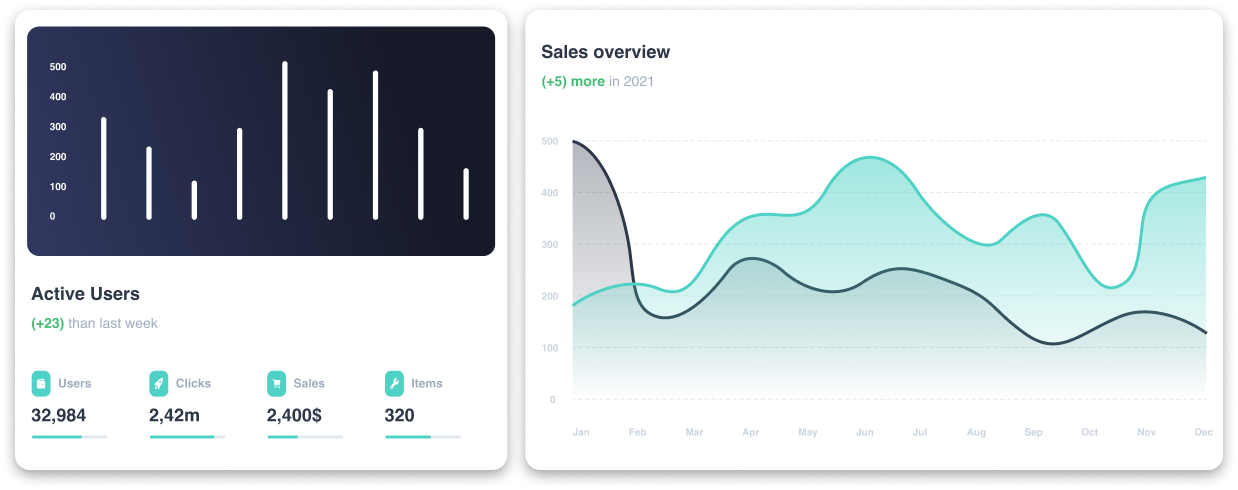 500
400
300
200
100
0
Active Users
(+23) than last week
Users Clicks Sales Items
32,984 2,42m 2,400$ 320
Sales overview
(+5) more in 2021
500
400
300
200
100
0
Jan Feb Mar Apr May Jun Jul Aug Sep Oct Nov Dec